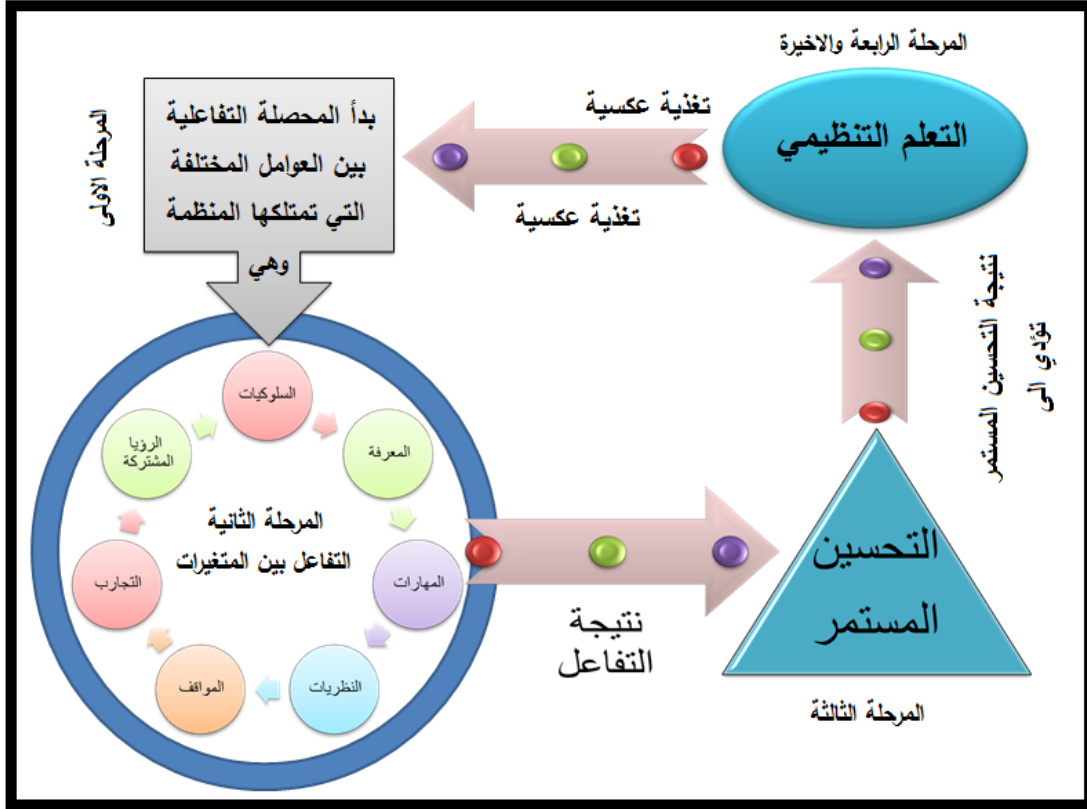 المرحلة الرابعة والاخيرة
التعلم التنظيمي
تغذية عكسية
تغذية عكسية
المرحلة الاولى
بدأ المحصلة التفاعلية
بين العوامل المختلفة
التي تمتلكها المنظمة
وهي
السلوكيات
المعرفة
المهارات
النظريات
المواقف
التجارب
الرؤيا
المشتركة
المرحلة الثانية
التفاعل بين المتغيرات
نتيجة
التفاعل
التحسين
المستمر
المرحلة الثالثة
نتيجة التحسين المستمر
تؤدي الى